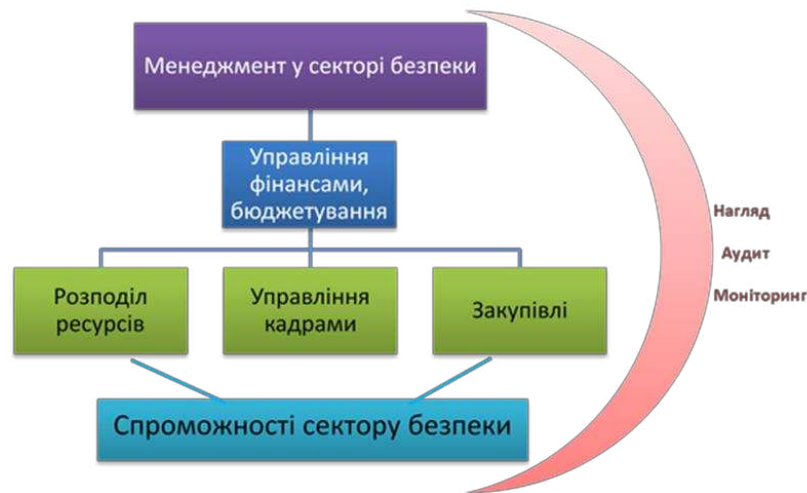 Менеджмент у секторі безпеки
Управління
фінансами,
бюджетування
Розподіл
ресурсів
Управління
кадрами
Закупівлі
Спроможності сектору безпеки
Нагляд
Аудит
Моніторинг